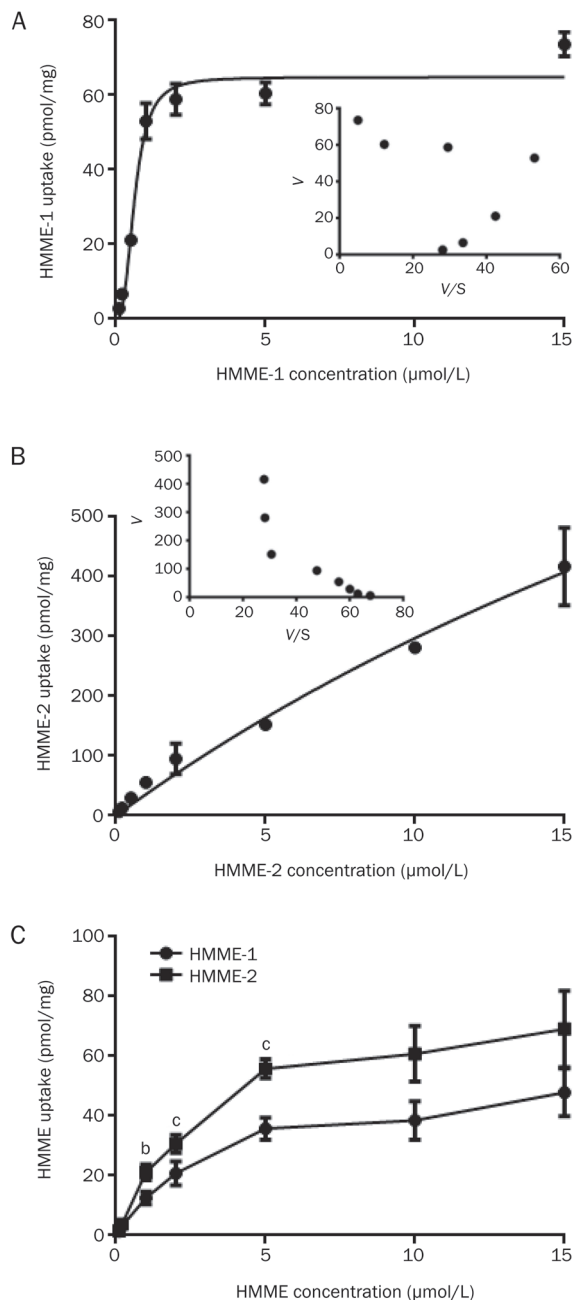 A
HMME-1 uptake (pmol/mg)
80
60
40
20
0
0
5
10
15
HMME-1 concentration (µmol/L)
V
80
60
40
20
0
0
20
40
60
V/S
B
HMME-2 uptake (pmol/mg)
500
400
300
200
100
0
0
5
10
15
HMME-2 concentration (µmol/L)
V
500
400
300
200
100
0
0
20
40
60
80
V/S
C
HMME uptake (pmol/mg)
100
80
60
40
20
0
HMME-1
HMME-2
b
c
c
0
5
10
15
HMME concentration (µmol/L)